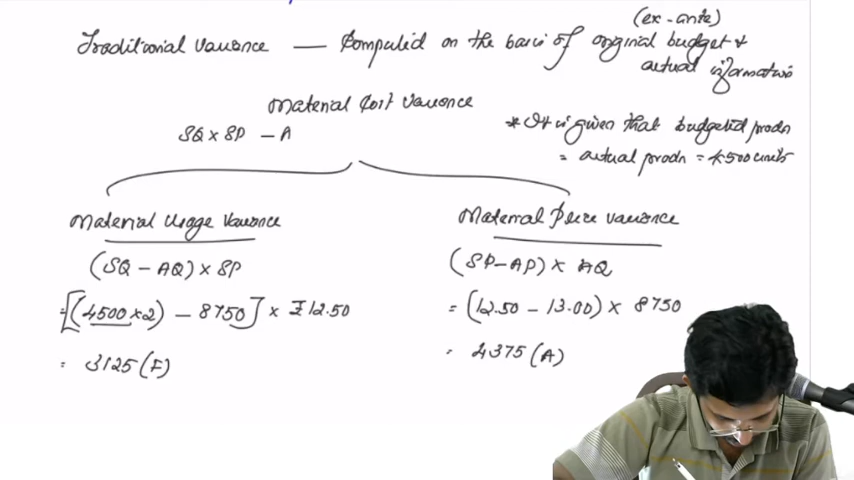 (ex-ante)
Traditional variance — Computed on the basis of original budget &
actual information
Material Cost Variance
SQ × SP – A
* It is given that budgeted prodn
= actual prodn = 4500 units
Material Usage Variance
Material Price variance
(SQ – AQ) × SP
(SP – AP) × AQ
= [(4500 × 2) – 8750] × ₹12.50
= (12.50 – 13.00) × 8750
= 3125 (F)
= 4375 (A)